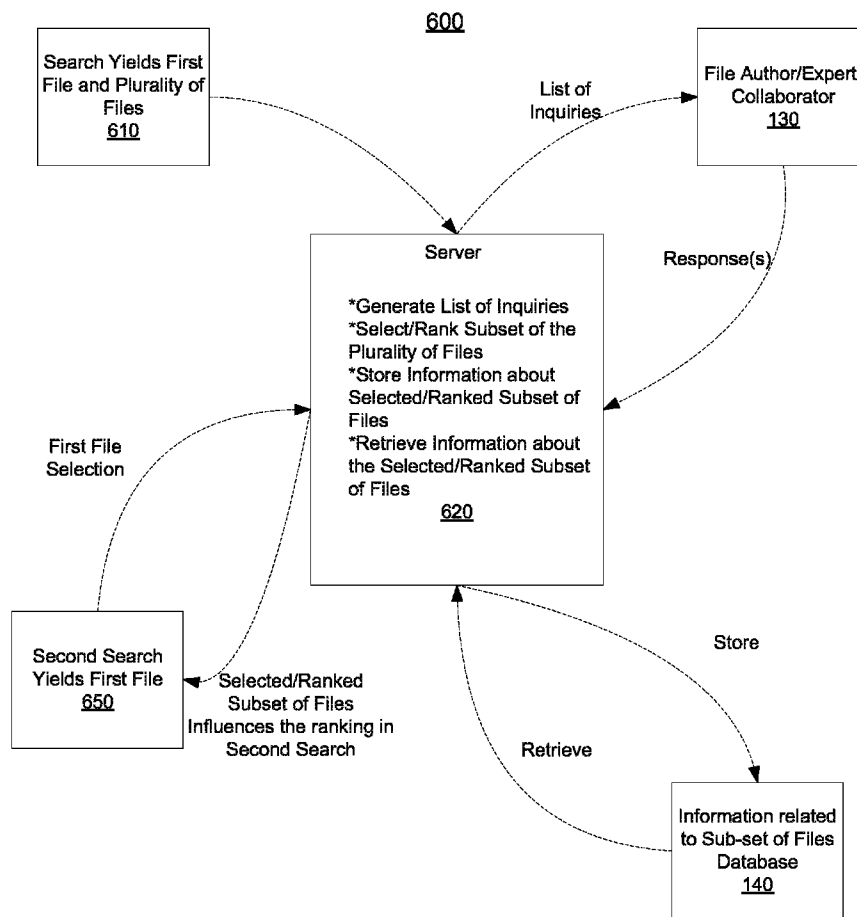 600
Search Yields First
File and Plurality of
Files
610
List of
Inquiries
File Author/Expert
Collaborator
130
Response(s)
Server
*Generate List of Inquiries
*Select/Rank Subset of the
Plurality of Files
*Store Information about
Selected/Ranked Subset of
Files
*Retrieve Information about
the Selected/Ranked Subset
of Files
620
First File
Selection
Second Search
Yields First File
650
Selected/Ranked
Subset of Files
Influences the ranking in
Second Search
Store
Retrieve
Information related
to Sub-set of Files
Database
140